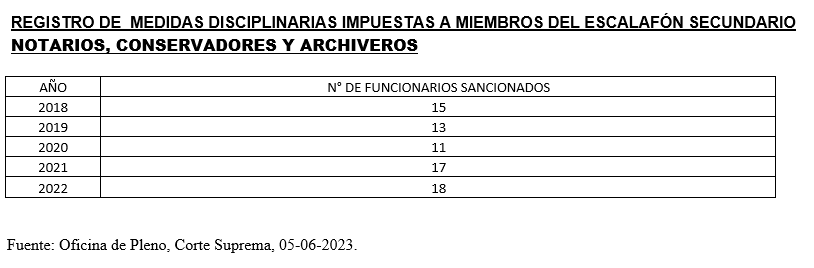 REGISTRO DE MEDIDAS DISCIPLINARIAS IMPUESTAS A MIEMBROS DEL ESCALAFÓN SECUNDARIO
NOTARIOS, CONSERVADORES Y ARCHIVEROS
AÑO N° DE FUNCIONARIOS SANCIONADOS
2018 15
2019 13
2020 11
2021 17
2022 18
Fuente: Oficina de Pleno, Corte Suprema, 05-06-2023.